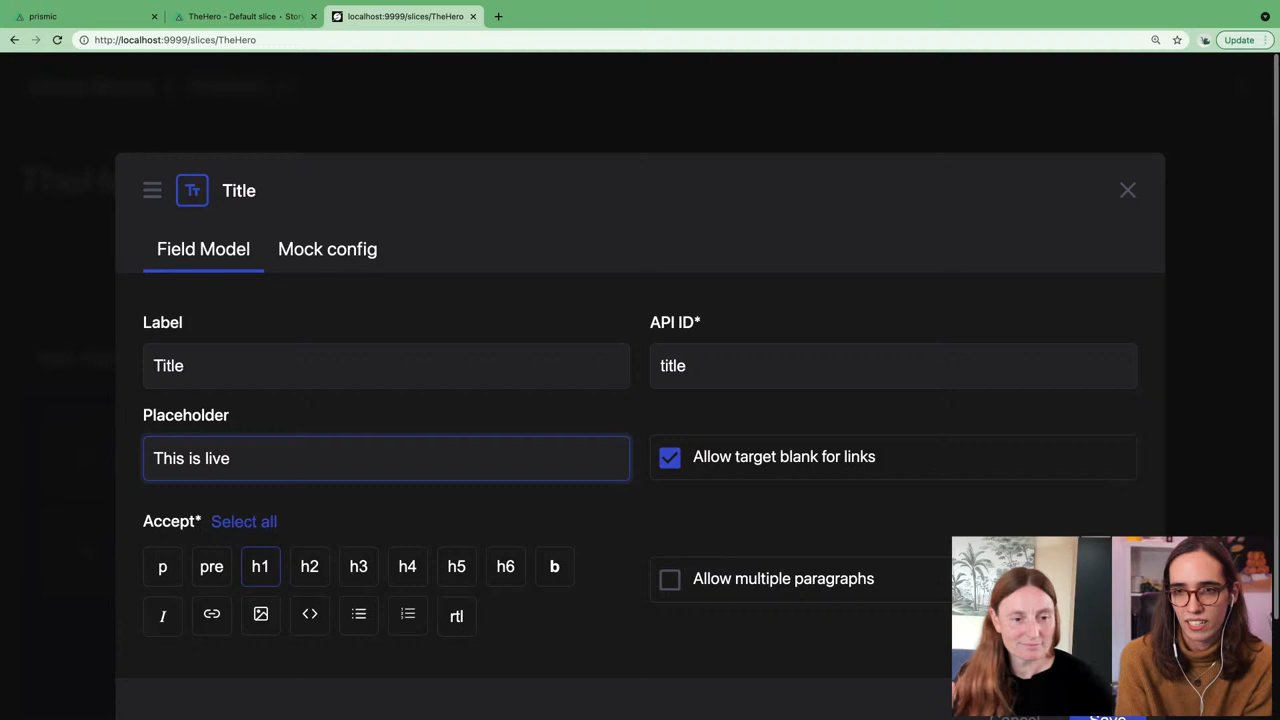 prismic
TheHero - Default slice • Story
localhost:9999/slices/TheHero
http://localhost:9999/slices/TheHero
Update
Title
Field Model
Mock config
Label
API ID*
Title
title
Placeholder
This is live
Allow target blank for links
Accept* Select all
p pre h1 h2 h3 h4 h5 h6 b
Allow multiple paragraphs
I rtl
Cancel Save